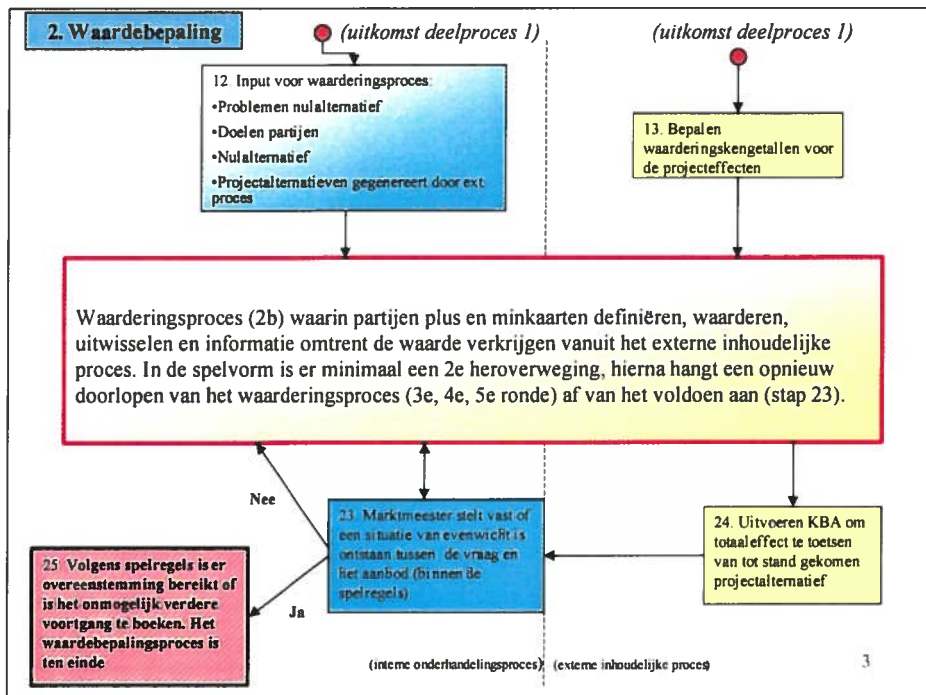 2. Waardebepaling
(uitkomst deelproces 1)
(uitkomst deelproces 1)
12. Input voor waarderingsproces:
•Problemen nulalternatief
•Doelen partijen
•Nulalternatief
•Projectalternatieven gegenereert door ext
proces
13. Bepalen
waarderingskengetallen voor
de projecteffecten
Waarderingsproces (2b) waarin partijen plus en minkaarten definiëren, waarderen,
uitwisselen en informatie omtrent de waarde verkrijgen vanuit het externe inhoudelijke
proces. In de spelvorm is er minimaal een 2e heroverweging, hierna hangt een opnieuw
doorlopen van het waarderingsproces (3e, 4e, 5e ronde) af van het voldoen aan (stap 23).
Nee
23. Marktmeester stelt vast of
een situatie van evenwicht is
ontstaan tussen de vraag en
het aanbod (binnen de
spelregels)
24. Uitvoeren KBA om
totaaleffect te toetsen
van tot stand gekomen
projectalternatief
25 Volgens spelregels is er
overeenstemming bereikt of
is het onmogelijk verdere
voortgang te boeken. Het
waardebepalingsproces is
ten einde
Ja
(interne onderhandelingsproces)
(externe inhoudelijke proces)
3